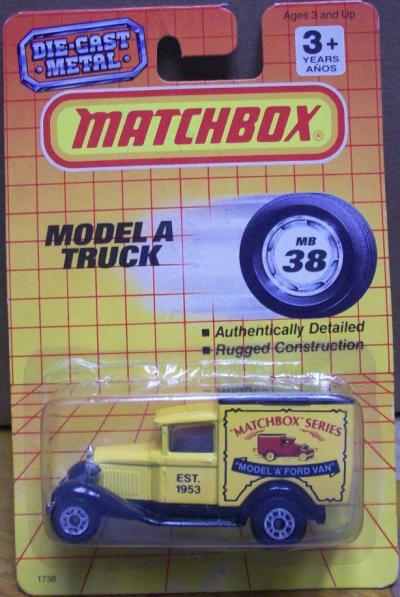 Ages 3 and Up
DIE-CAST
METAL
3+
YEARS
AÑOS
MATCHBOX®
MODEL A
TRUCK
MB
38
■ Authentically Detailed
■ Rugged Construction
"MATCHBOX" SERIES
"MODEL 'A' FORD VAN"
EST.
1953
1738